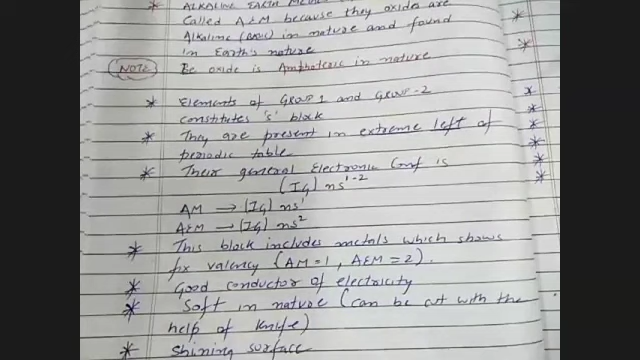 * ALKALINE EARTH METAL
Called AEM because they oxides are
Alkaline (basic) in nature and found
in Earth's nature
NOTE Be oxide is Amphoteric in nature
* Elements of GROUP 1 and GROUP-2
constitutes 's' block
* They are present in extreme left of
periodic table
* Their general Electronic Conf is
(IG) ns¹⁻²
AM → (IG) ns¹
AEM → (IG) ns²
* This block includes metals which shows
fix valency (AM=1, AEM=2).
* Good conductor of electricity
* Soft in nature (can be cut with the
help of knife)
* Shining surface